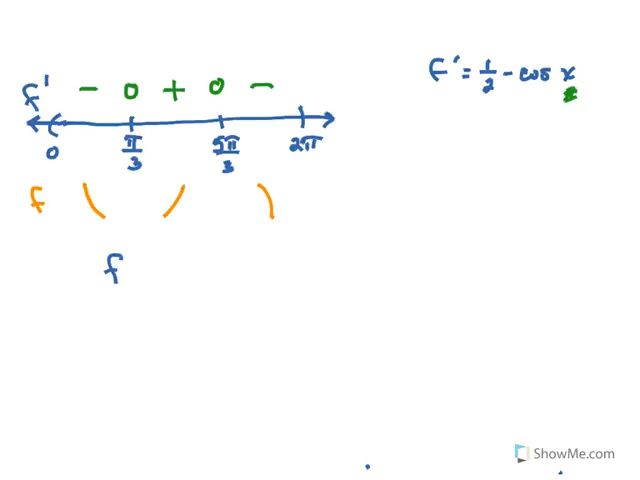 f' = 1/2 - cos x
f' - 0 + 0 -
0 π/3 5π/3 2π
f
f
ShowMe.com